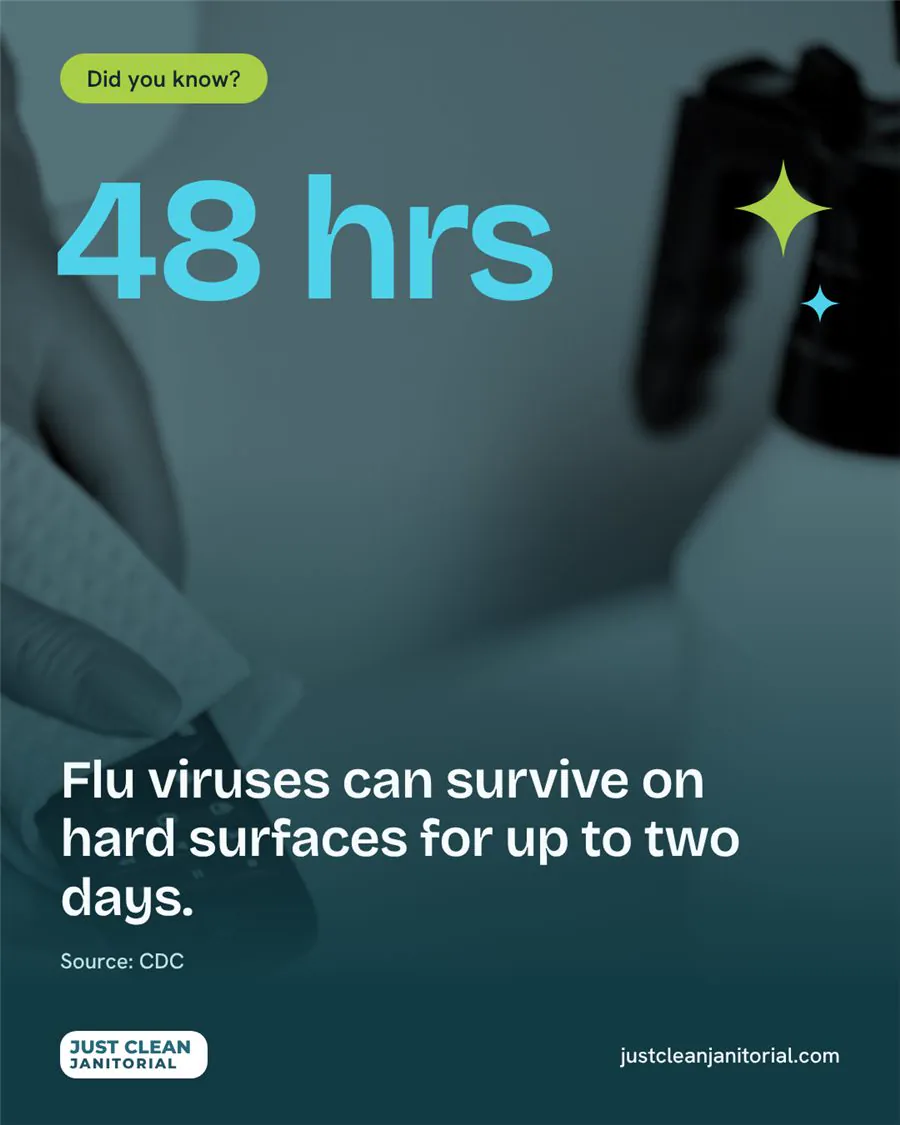 Did you know?
48 hrs
Flu viruses can survive on
hard surfaces for up to two
days.
Source: CDC
JUST CLEAN
JANITORIAL
justcleanjanitorial.com